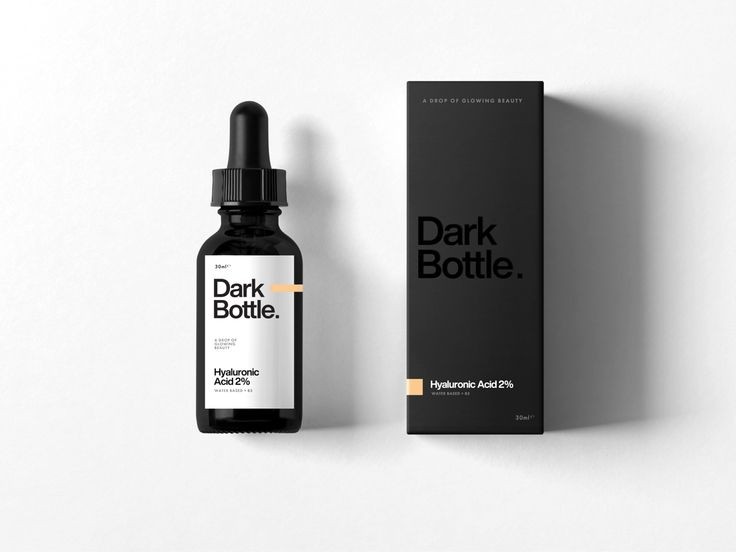 30ml
Dark
Bottle.
A DROP OF
GLOWING
BEAUTY
Hyaluronic
Acid 2%
WATER BASED + B5
A DROP OF GLOWING BEAUTY
Dark
Bottle.
Hyaluronic Acid 2%
WATER BASED + B5
30ml